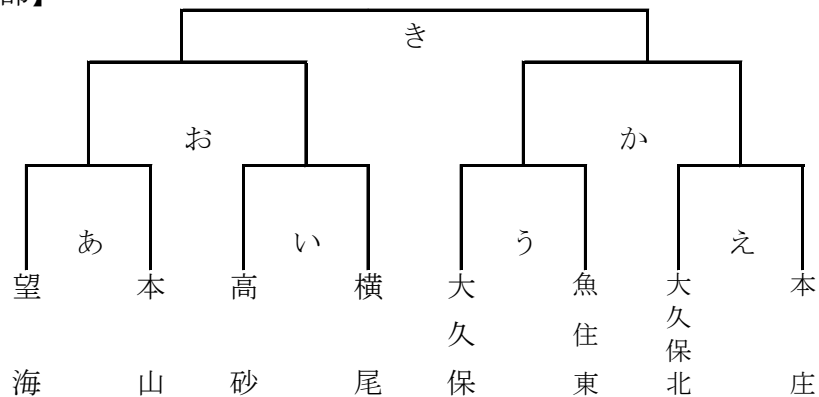 部】
き
お か
あ い う え
望海 本山 高砂 横尾 大久保 魚住東 大久保北 本庄